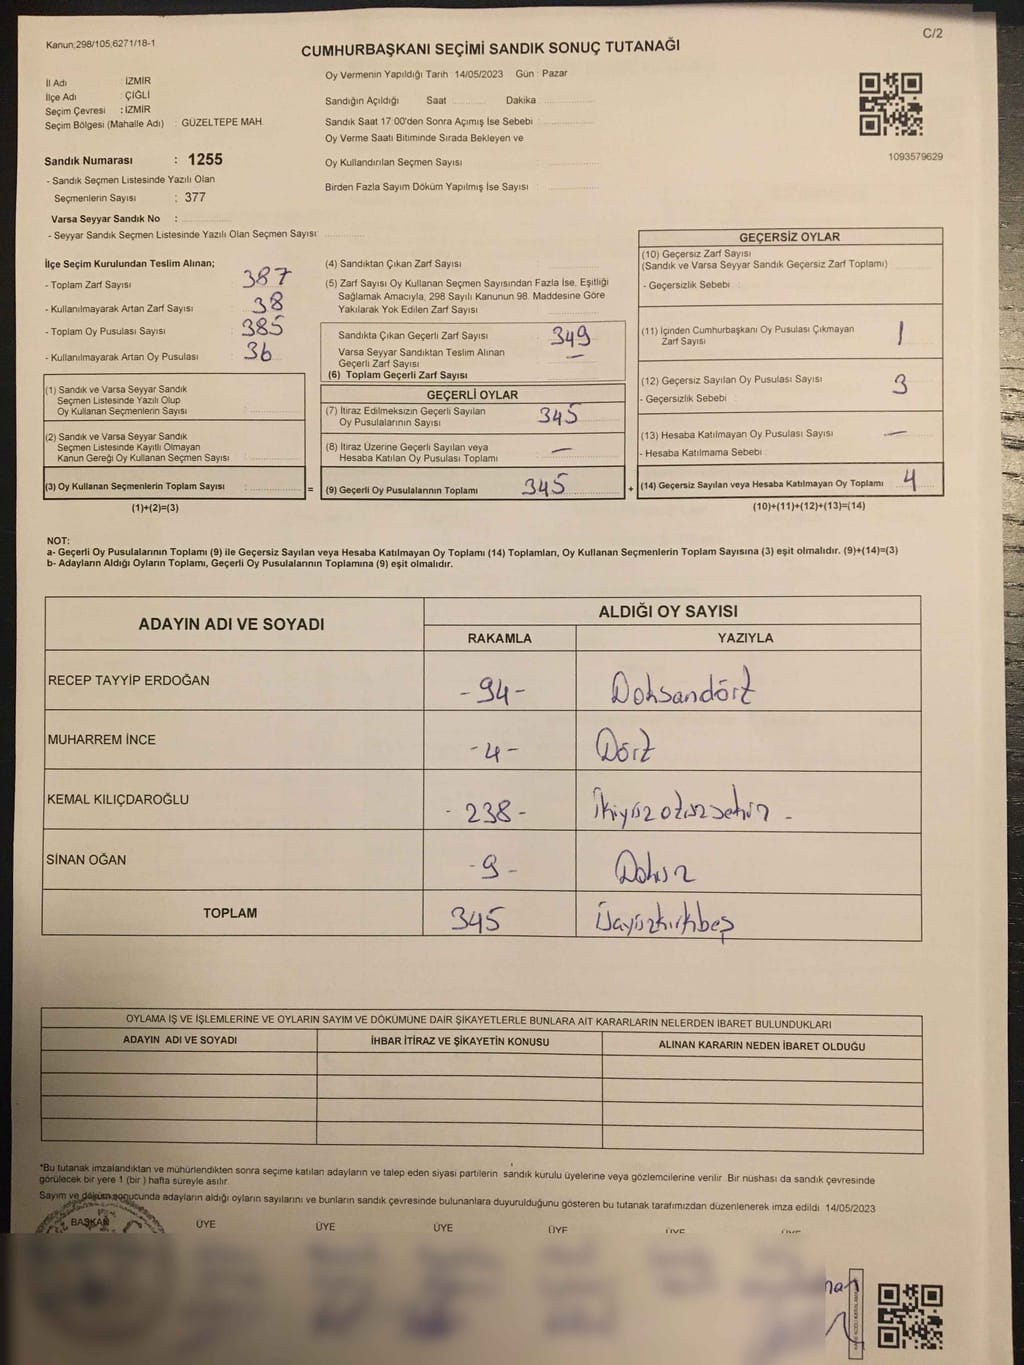 Kanun;298/105,6271/18-1
C/2
CUMHURBAŞKANI SEÇİMİ SANDIK SONUÇ TUTANAĞI
İl Adı : İZMİR
İlçe Adı : ÇİĞLİ
Seçim Çevresi : İZMİR
Seçim Bölgesi (Mahalle Adı) : GÜZELTEPE MAH.
Sandık Numarası : 1255
- Sandık Seçmen Listesinde Yazılı Olan
Seçmenlerin Sayısı : 377
Varsa Seyyar Sandık No :
- Seyyar Sandık Seçmen Listesinde Yazılı Olan Seçmen Sayısı:
Oy Vermenin Yapıldığı Tarih : 14/05/2023 Gün : Pazar
Sandığın Açıldığı Saat Dakika
Sandık Saat 17:00'den Sonra Açımış İse Sebebi :
Oy Verme Saati Bitiminde Sırada Bekleyen ve
Oy Kullandırılan Seçmen Sayısı :
Birden Fazla Sayım Döküm Yapılmış İse Sayısı :
1093579629
İlçe Seçim Kurulundan Teslim Alınan;
- Toplam Zarf Sayısı : 387
- Kullanılmayarak Artan Zarf Sayısı : 38
- Toplam Oy Pusulası Sayısı : 385
- Kullanılmayarak Artan Oy Pusulası : 36
(1) Sandık ve Varsa Seyyar Sandık
Seçmen Listesinde Yazılı Olup
Oy Kullanan Seçmenlerin Sayısı :
(2) Sandık ve Varsa Seyyar Sandık
Seçmen Listesinde Kayıtlı Olmayan
Kanun Gereği Oy Kullanan Seçmen Sayısı :
(3) Oy Kullanan Seçmenlerin Toplam Sayısı : =
(1)+(2)=(3)
(4) Sandıktan Çıkan Zarf Sayısı :
(5) Zarf Sayısı Oy Kullanan Seçmen Sayısından Fazla İse, Eşitliği
Sağlamak Amacıyla, 298 Sayılı Kanunun 98. Maddesine Göre
Yakılarak Yok Edilen Zarf Sayısı :
Sandıkta Çıkan Geçerli Zarf Sayısı : 349
Varsa Seyyar Sandıktan Teslim Alınan
Geçerli Zarf Sayısı : —
(6) Toplam Geçerli Zarf Sayısı :
GEÇERLİ OYLAR
(7) İtiraz Edilmeksizin Geçerli Sayılan
Oy Pusulalarının Sayısı : 345
(8) İtiraz Üzerine Geçerli Sayılan veya
Hesaba Katılan Oy Pusulası Toplamı : —
(9) Geçerli Oy Pusulalarının Toplamı : 345 +
GEÇERSİZ OYLAR
(10) Geçersiz Zarf Sayısı
(Sandık ve Varsa Seyyar Sandık Geçersiz Zarf Toplamı) :
- Geçersizlik Sebebi :
(11) İçinden Cumhurbaşkanı Oy Pusulası Çıkmayan
Zarf Sayısı : 1
(12) Geçersiz Sayılan Oy Pusulası Sayısı : 3
- Geçersizlik Sebebi :
(13) Hesaba Katılmayan Oy Pusulası Sayısı : —
- Hesaba Katılmama Sebebi :
(14) Geçersiz Sayılan veya Hesaba Katılmayan Oy Toplamı : 4
(10)+(11)+(12)+(13)=(14)
NOT:
a- Geçerli Oy Pusulalarının Toplamı (9) ile Geçersiz Sayılan veya Hesaba Katılmayan Oy Toplamı (14) Toplamları, Oy Kullanan Seçmenlerin Toplam Sayısına (3) eşit olmalıdır. (9)+(14)=(3)
b- Adayların Aldığı Oyların Toplamı, Geçerli Oy Pusulalarının Toplamına (9) eşit olmalıdır.
ADAYIN ADI VE SOYADI
ALDIĞI OY SAYISI
RAKAMLA YAZIYLA
RECEP TAYYİP ERDOĞAN -94- Doksandört
MUHARREM İNCE -4- Dört
KEMAL KILIÇDAROĞLU -238- İkiyüzotuzsekiz -
SİNAN OĞAN -9- Dokuz
TOPLAM 345 Üçyüzkırkbeş
OYLAMA İŞ VE İŞLEMLERİNE VE OYLARIN SAYIM VE DÖKÜMÜNE DAİR ŞİKAYETLERLE BUNLARA AİT KARARLARIN NELERDEN İBARET BULUNDUKLARI
ADAYIN ADI VE SOYADI İHBAR İTİRAZ VE ŞİKAYETİN KONUSU ALINAN KARARIN NEDEN İBARET OLDUĞU
*Bu tutanak imzalandıktan ve mühürlendikten sonra seçime katılan adayların ve talep eden siyasi partilerin sandık kurulu üyelerine veya gözlemcilerine verilir. Bir nüshası da sandık çevresinde
görülecek bir yere 1 (bir ) hafta süreyle asılır.
Sayım ve döküm sonucunda adayların aldığı oyların sayılarını ve bunların sandık çevresinde bulunanlara duyurulduğunu gösteren bu tutanak tarafımızdan düzenlenerek imza edildi. 14/05/2023
BAŞKAN ÜYE ÜYE ÜYE ÜYE ÜYE ÜYE